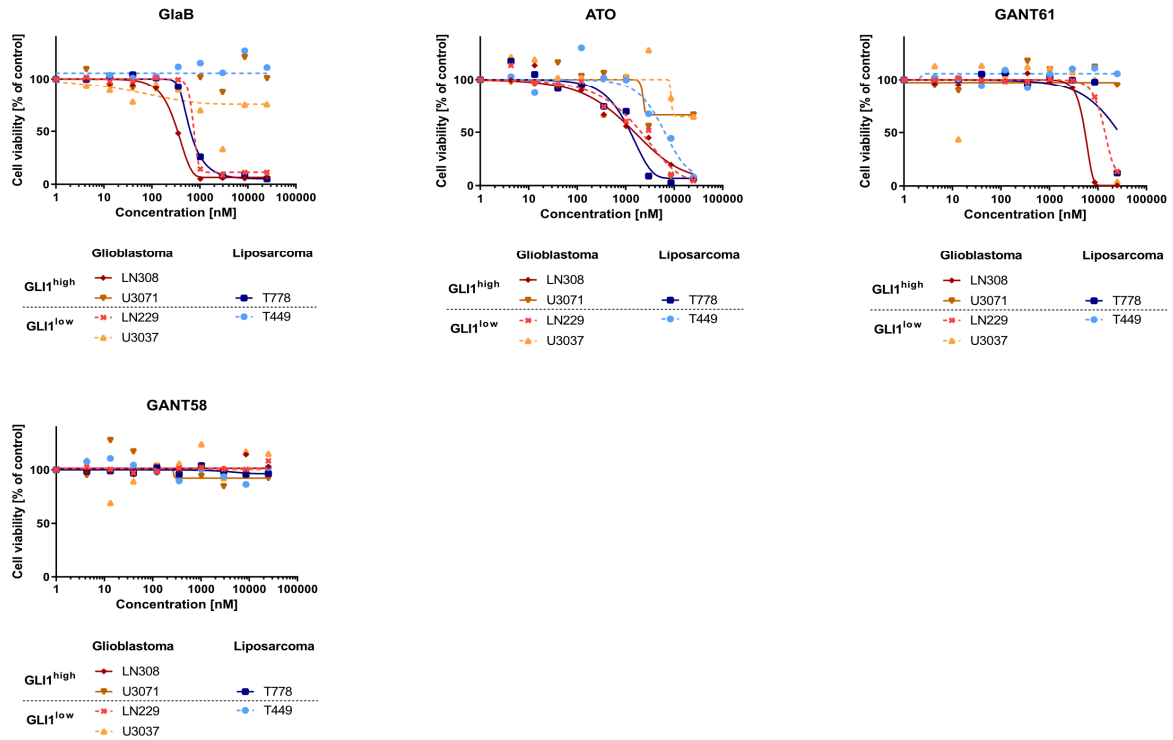 GlaB
Cell viability [% of control]
100
50
0
1 10 100 1000 10000 100000
Concentration [nM]
Glioblastoma Liposarcoma
GLI1high
LN308
U3071 T778
GLI1low
LN229 T449
U3037
ATO
Cell viability [% of control]
150
100
50
0
1 10 100 1000 10000 100000
Concentration [nM]
Glioblastoma Liposarcoma
GLI1high
LN308
U3071 T778
GLI1low
LN229 T449
U3037
GANT61
Cell viability [% of control]
150
100
50
0
1 10 100 1000 10000 100000
Concentration [nM]
Glioblastoma Liposarcoma
GLI1high
LN308
U3071 T778
GLI1low
LN229 T449
U3037
GANT58
Cell viability [% of control]
100
50
0
1 10 100 1000 10000 100000
Concentration [nM]
Glioblastoma Liposarcoma
GLI1high
LN308
U3071 T778
GLI1low
LN229 T449
U3037